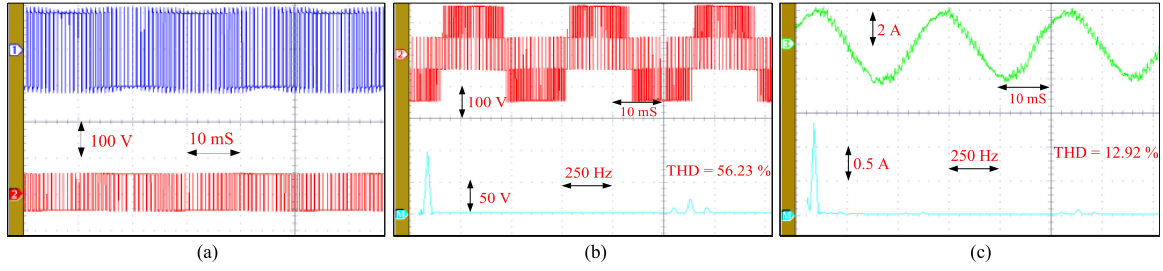 1
100 V
10 mS
2
(a)
2
100 V
10 mS
250 Hz
THD = 56.23 %
50 V
M
(b)
3
2 A
10 mS
250 Hz
THD = 12.92 %
0.5 A
M
(c)